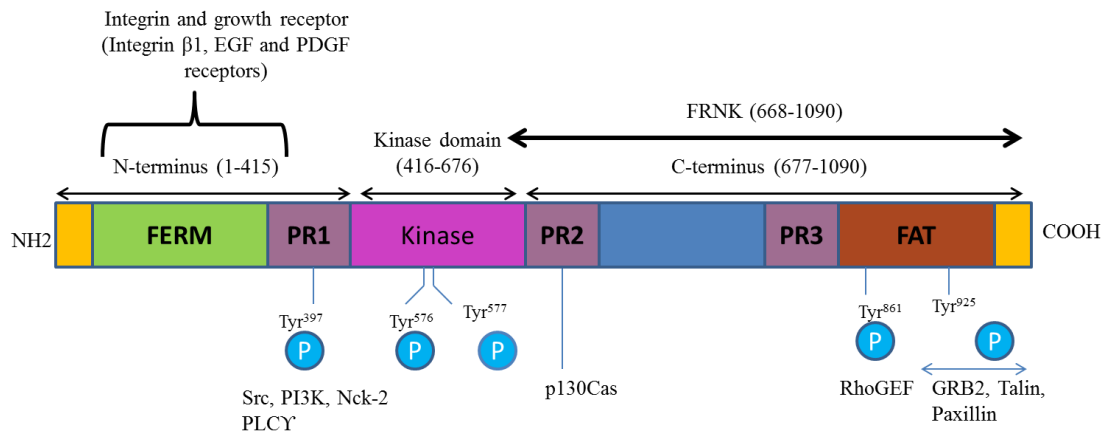 Integrin and growth receptor
(Integrin β1, EGF and PDGF
receptors)
FRNK (668-1090)
Kinase domain
(416-676)
N-terminus (1-415)
C-terminus (677-1090)
NH2
FERM
PR1
Kinase
PR2
PR3
FAT
COOH
Tyr³⁹⁷
Tyr⁵⁷⁶
Tyr⁵⁷⁷
Tyr⁸⁶¹
Tyr⁹²⁵
P
P
P
P
P
Src, PI3K, Nck-2
PLCϒ
p130Cas
RhoGEF
GRB2, Talin,
Paxillin